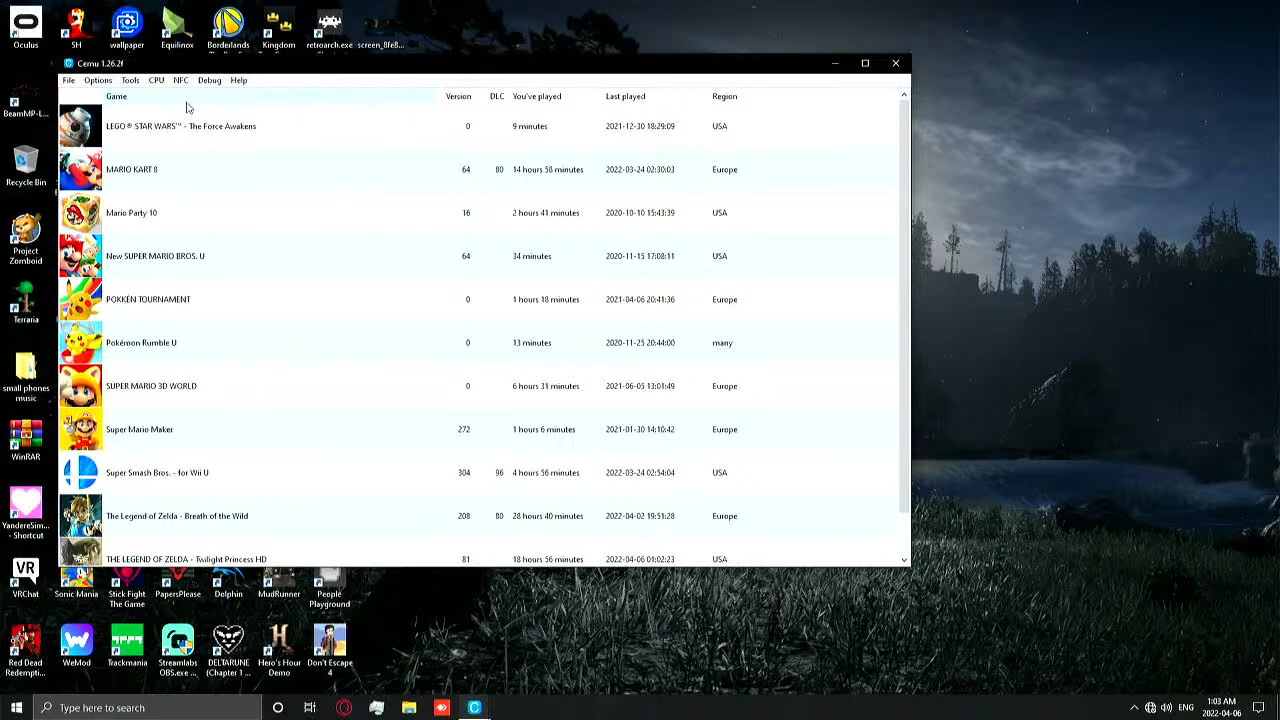 Oculus
SH
wallpaper
Equilinox
Borderlands
Kingdom
retroarch.exe
screen_8fe8...
Cemu 1.26.2f
File Options Tools CPU NFC Debug Help
Game Version DLC You've played Last played Region
LEGO® STAR WARS™ - The Force Awakens 0 9 minutes 2021-12-30 18:29:09 USA
MARIO KART 8 64 80 14 hours 58 minutes 2022-03-24 02:30:03 Europe
Mario Party 10 16 2 hours 41 minutes 2020-10-10 15:43:39 USA
New SUPER MARIO BROS. U 64 34 minutes 2020-11-15 17:08:11 USA
POKKÉN TOURNAMENT 0 1 hours 18 minutes 2021-04-06 20:41:36 Europe
Pokémon Rumble U 0 13 minutes 2020-11-25 20:44:00 many
SUPER MARIO 3D WORLD 0 6 hours 31 minutes 2021-06-05 13:01:49 Europe
Super Mario Maker 272 1 hours 6 minutes 2021-01-30 14:10:42 Europe
Super Smash Bros. - for Wii U 304 96 4 hours 56 minutes 2022-03-24 02:54:04 USA
The Legend of Zelda - Breath of the Wild 208 80 28 hours 40 minutes 2022-04-02 19:51:28 Europe
THE LEGEND OF ZELDA - Twilight Princess HD 81 18 hours 56 minutes 2022-04-06 01:02:23 USA
BeamMP-L...
Recycle Bin
Project
Zomboid
Terraria
small phones
music
WinRAR
YandereSim...
- Shortcut
VR
VRChat
Sonic Mania
Stick Fight
The Game
PapersPlease
Dolphin
MudRunner
People
Playground
Red Dead
Redempti...
WeMod
Trackmania
Streamlabs
OBS.exe ...
DELTARUNE
(Chapter 1 ...
Hero's Hour
Demo
Don't Escape
4
Type here to search
ENG
1:03 AM
2022-04-06